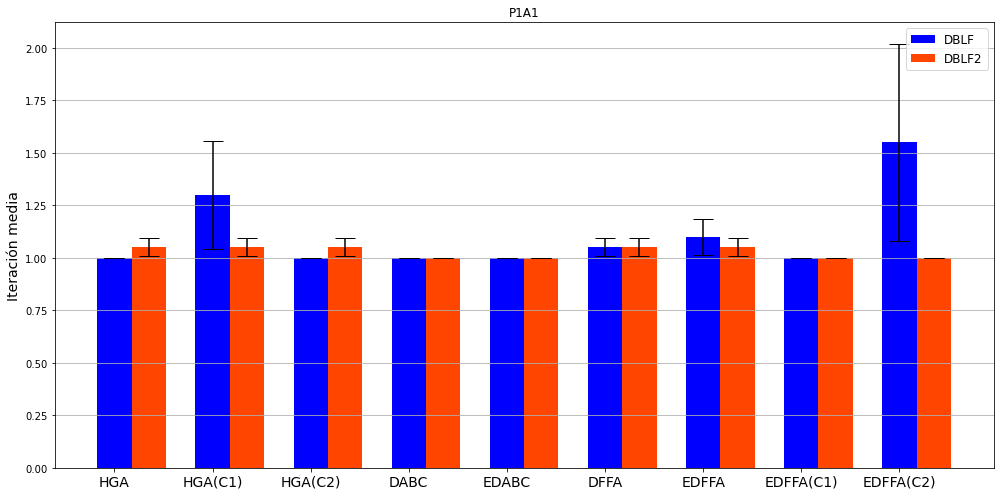 P1A1
DBLF
DBLF2
Iteración media
2.00
1.75
1.50
1.25
1.00
0.75
0.50
0.25
0.00
HGA HGA(C1) HGA(C2) DABC EDABC DFFA EDFFA EDFFA(C1) EDFFA(C2)